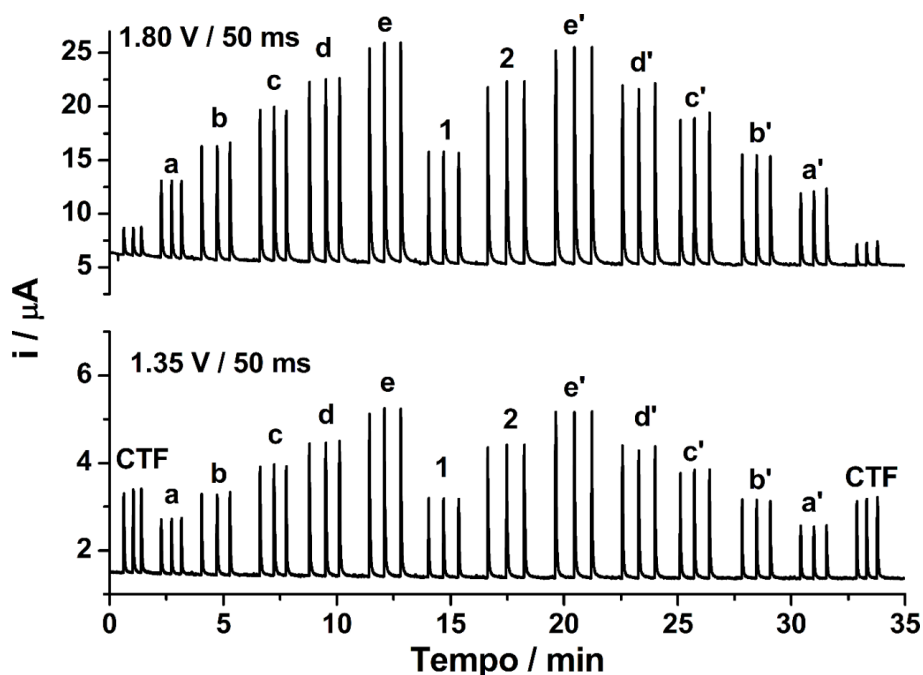 1.80 V / 50 ms
a b c d e 1 2 e' d' c' b' a'
25
20
15
10
5
i / μA
1.35 V / 50 ms
CTF a b c d e 1 2 e' d' c' b' a' CTF
6
4
2
0 5 10 15 20 25 30 35
Tempo / min